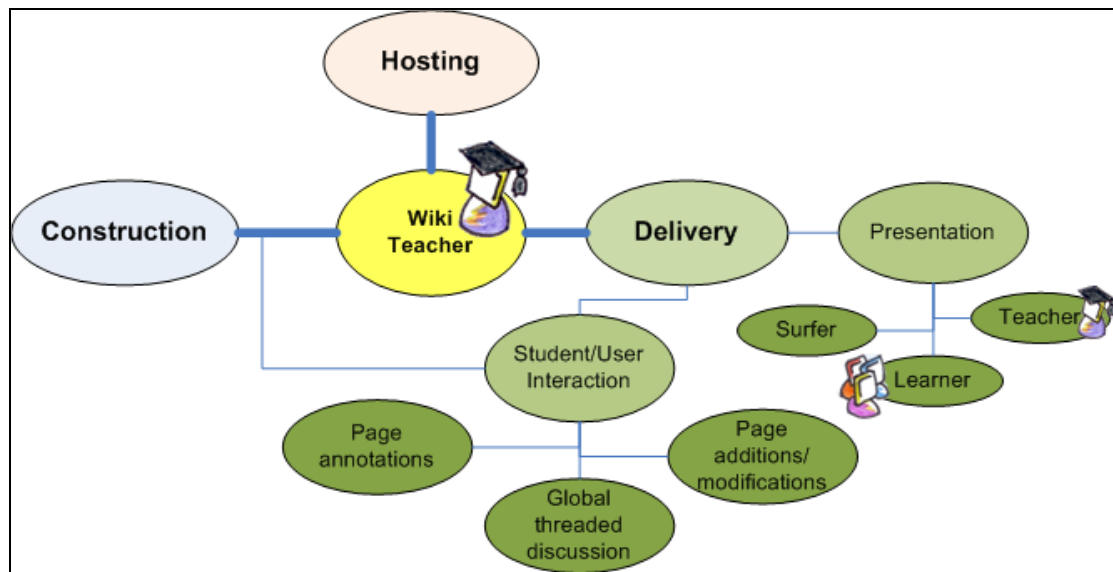 Hosting
Construction
Wiki
Teacher
Delivery
Presentation
Surfer
Teacher
Learner
Student/User
Interaction
Page
annotations
Page
additions/
modifications
Global
threaded
discussion